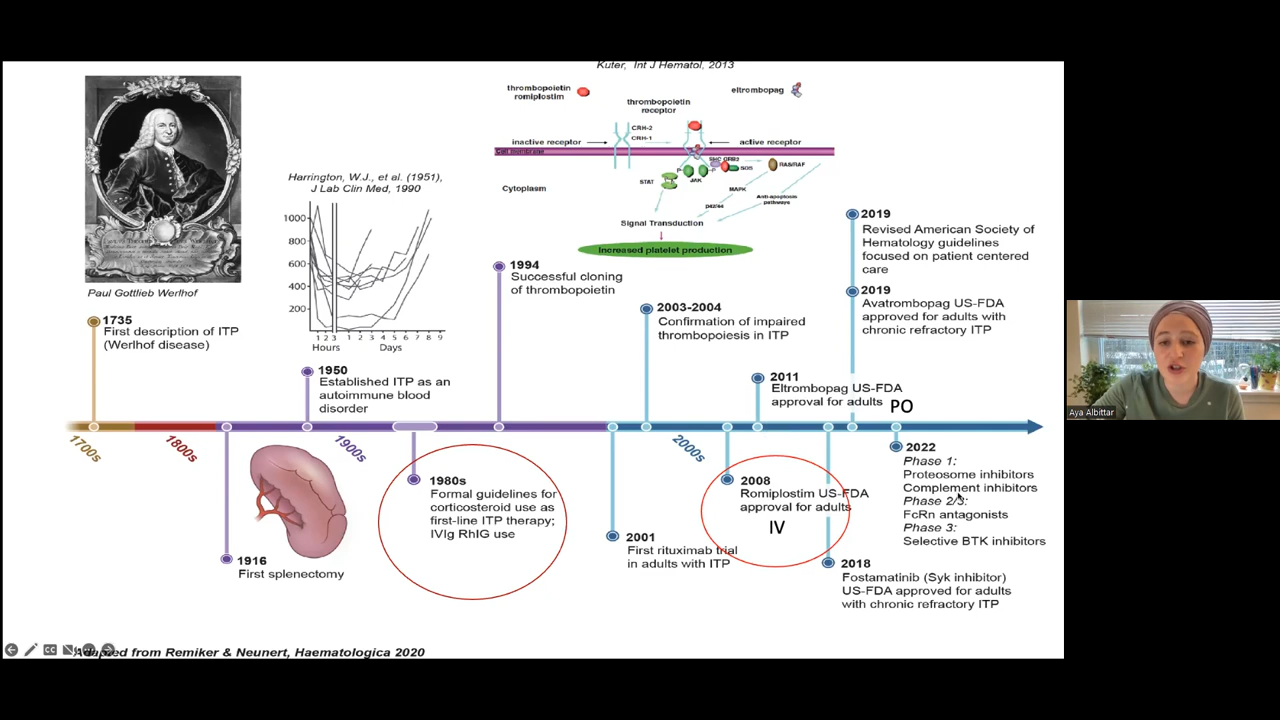 Kuter, Int J Hematol, 2013
thrombopoietin
romiplostim
thrombopoietin
receptor
eltrombopag
CRH-2
CRH-1
inactive receptor
active receptor
Cell membrane
SHC GRB2
SOS
RAS/RAF
STAT
P
JAK
P
MAPK
p42/44
Anti-apoptosis
pathways
Cytoplasm
Signal Transduction
Increased platelet production
Harrington, W.J., et al. (1951),
J Lab Clin Med, 1990
1000
800
600
400
200
1 2 3 1 2 3 4 5 6 7 8 9
Hours Days
Paul Gottlieb Werlhof
1735
First description of ITP
(Werlhof disease)
1950
Established ITP as an
autoimmune blood
disorder
1994
Successful cloning
of thrombopoietin
2003-2004
Confirmation of impaired
thrombopoiesis in ITP
2011
Eltrombopag US-FDA
approval for adults
PO
2019
Revised American Society of
Hematology guidelines
focused on patient centered
care
2019
Avatrombopag US-FDA
approved for adults with
chronic refractory ITP
1700s
1800s
1900s
2000s
1916
First splenectomy
1980s
Formal guidelines for
corticosteroid use as
first-line ITP therapy;
IVIg RhIG use
2001
First rituximab trial
in adults with ITP
2008
Romiplostim US-FDA
approval for adults
IV
2018
Fostamatinib (Syk inhibitor)
US-FDA approved for adults
with chronic refractory ITP
2022
Phase 1:
Proteosome inhibitors
Complement inhibitors
Phase 2/3:
FcRn antagonists
Phase 3:
Selective BTK inhibitors
Adapted from Remiker & Neunert, Haematologica 2020
Aya Albittar